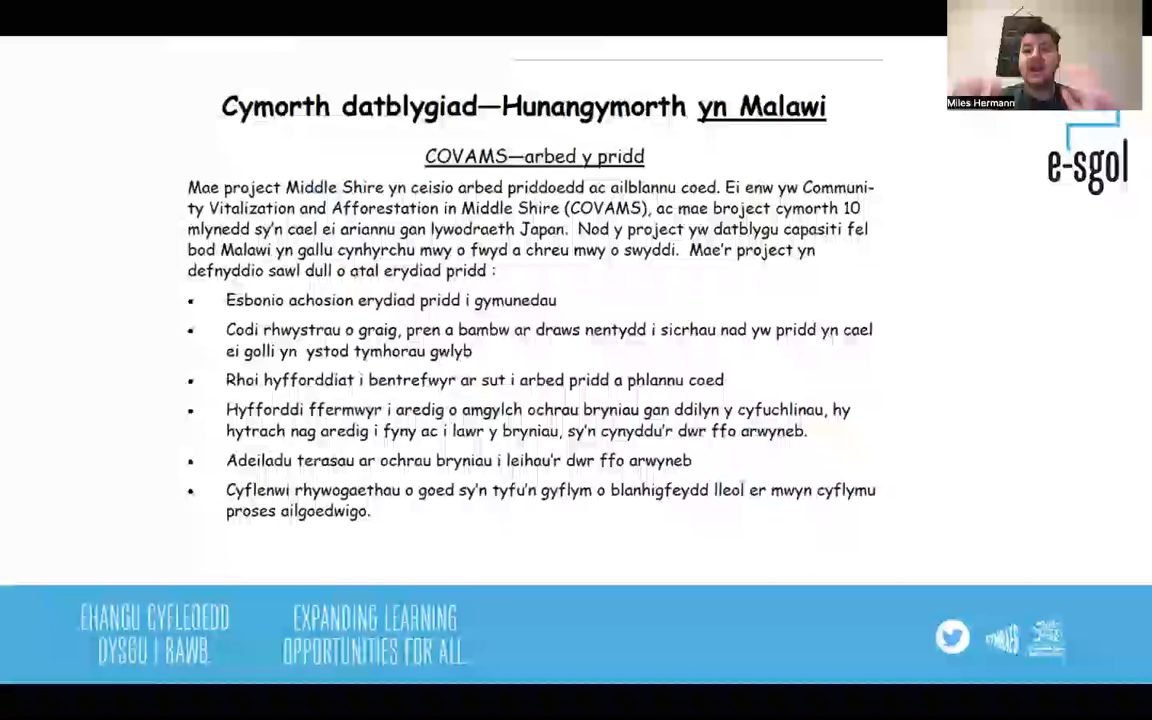 Miles Hermann
e-sgol
Cymorth datblygiad—Hunangymorth yn Malawi
COVAMS—arbed y pridd
Mae project Middle Shire yn ceisio arbed priddoedd ac ailblannu coed. Ei enw yw Communi-
ty Vitalization and Afforestation in Middle Shire (COVAMS), ac mae broject cymorth 10
mlynedd sy'n cael ei ariannu gan lywodraeth Japan. Nod y project yw datblygu capasiti fel
bod Malawi yn gallu cynhyrchu mwy o fwyd a chreu mwy o swyddi. Mae'r project yn
defnyddio sawl dull o atal erydiad pridd :
• Esbonio achosion erydiad pridd i gymunedau
• Codi rhwystrau o graig, pren a bambw ar draws nentydd i sicrhau nad yw pridd yn cael
ei golli yn ystod tymhorau gwlyb
• Rhoi hyfforddiat i bentrefwyr ar sut i arbed pridd a phlannu coed
• Hyfforddi ffermwyr i aredig o amgylch ochrau bryniau gan ddilyn y cyfuchlinau, hy
hytrach nag aredig i fyny ac i lawr y bryniau, sy'n cynyddu'r dwr ffo arwyneb.
• Adeiladu terasau ar ochrau bryniau i leihau'r dwr ffo arwyneb
• Cyflenwi rhywogaethau o goed sy'n tyfu'n gyflym o blanhigfeydd lleol er mwyn cyflymu
proses ailgoedwigo.
EHANGU CYFLEOEDD
DYSGU I RAWB.
EXPANDING LEARNING
OPPORTUNITIES FOR ALL.